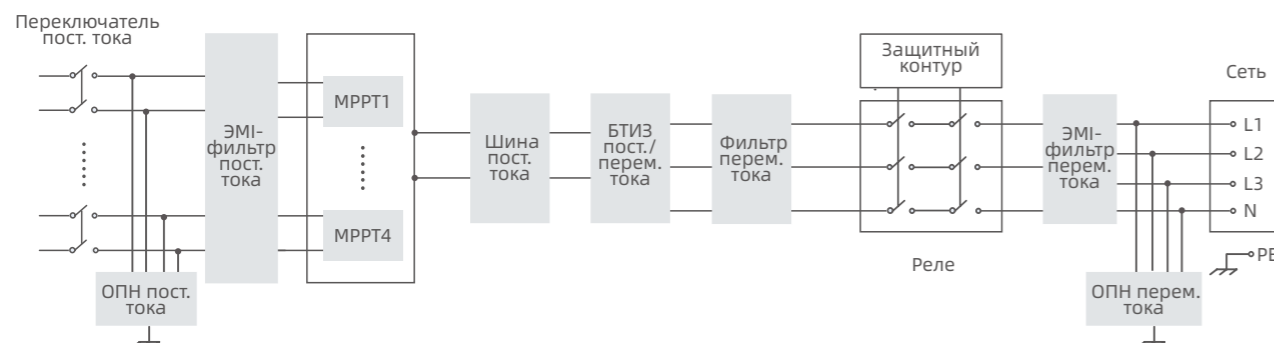 Переключатель
пост. тока
ЭМI-
фильтр
пост.
тока
MPPT1
MPPT4
ОПН пост.
тока
Шина
пост.
тока
БТИЗ
пост./
перем.
тока
Фильтр
перем.
тока
Защитный
контур
Реле
ЭМI-
фильтр
перем.
тока
Сеть
L1
L2
L3
N
PE
ОПН перем.
тока